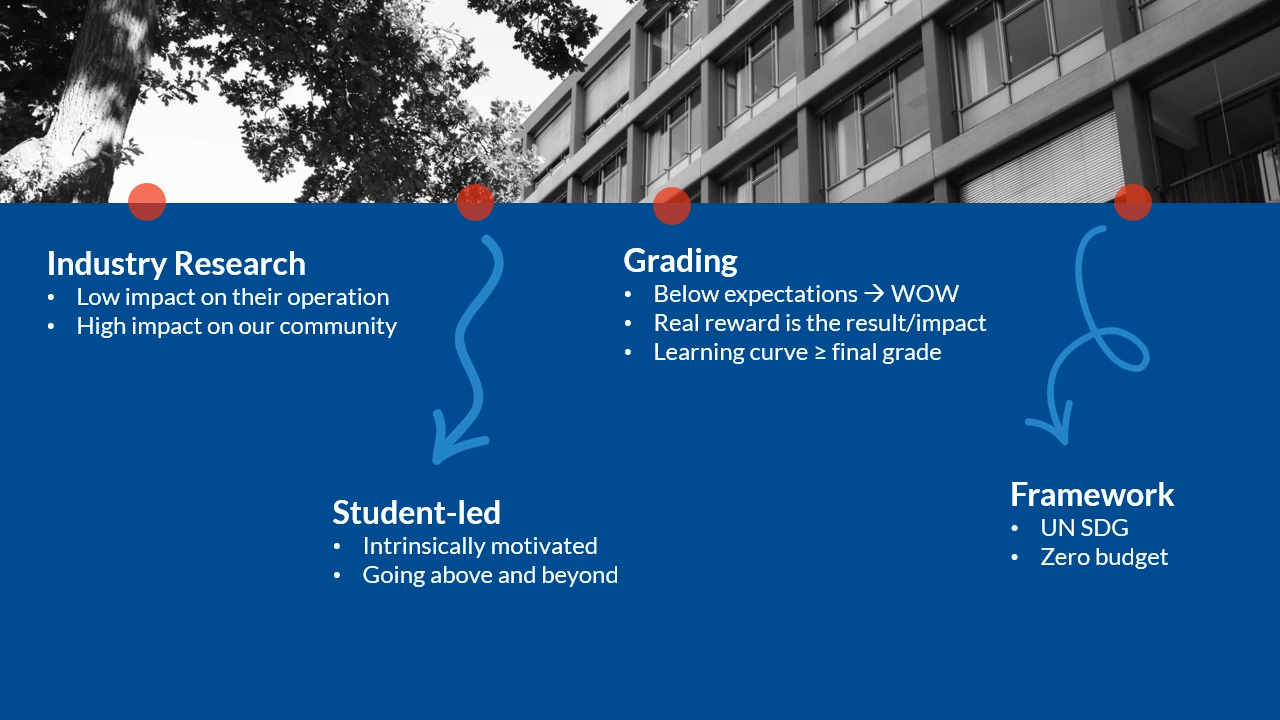 Industry Research
• Low impact on their operation
• High impact on our community
Student-led
• Intrinsically motivated
• Going above and beyond
Grading
• Below expectations → WOW
• Real reward is the result/impact
• Learning curve ≥ final grade
Framework
• UN SDG
• Zero budget